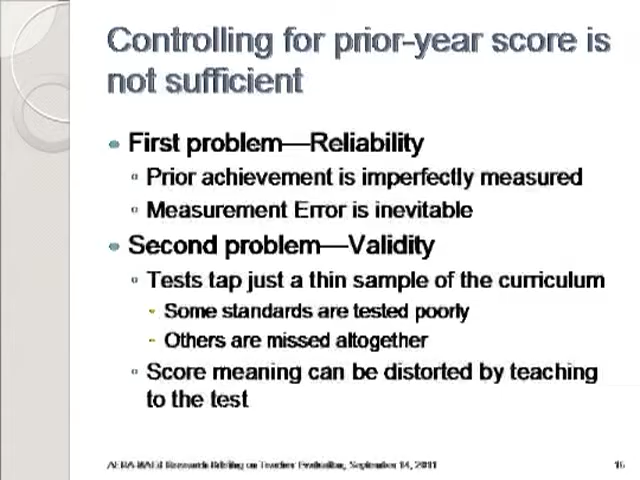 Controlling for prior-year score is
not sufficient
First problem—Reliability
Prior achievement is imperfectly measured
Measurement Error is inevitable
Second problem—Validity
Tests tap just a thin sample of the curriculum
Some standards are tested poorly
Others are missed altogether
Score meaning can be distorted by teaching
to the test
AERA-NAEd Research Briefing on Teacher Evaluation, September 14, 2011
16